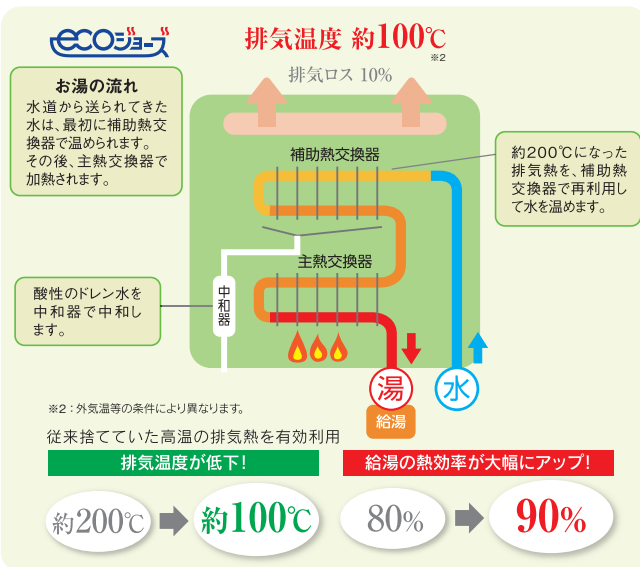 ecoジョーズ
排気温度 約100℃
※2
排気ロス 10%
お湯の流れ
水道から送られてきた
水は、最初に補助熱交
換器で温められます。
その後、主熱交換器で
加熱されます。
補助熱交換器
約200℃になった
排気熱を、補助熱
交換器で再利用し
て水を温めます。
主熱交換器
酸性のドレン水を
中和器で中和し
ます。
中和器
湯
水
給湯
※2：外気温等の条件により異なります。
従来捨てていた高温の排気熱を有効利用
排気温度が低下!
約200℃
約100℃
給湯の熱効率が大幅にアップ!
80%
90%